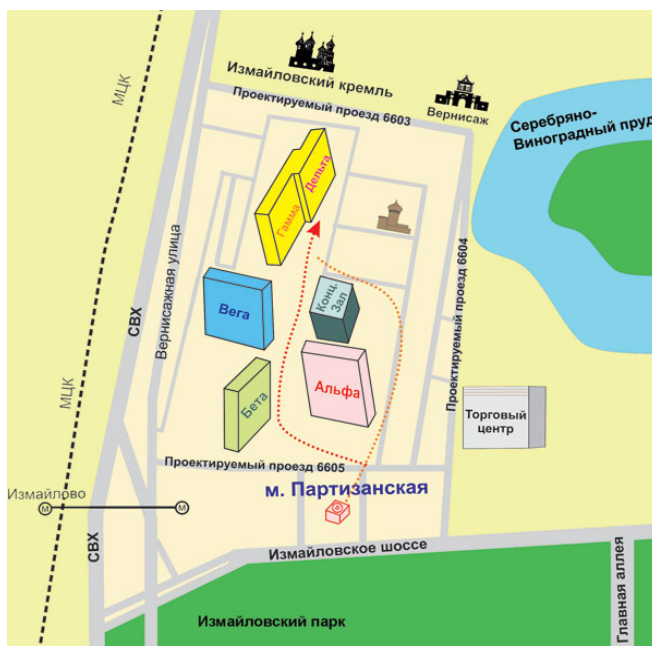 МЦК
Измайловский кремль
Проектируемый проезд 6603
Вернисаж
Серебряно-
Виноградный пруд
Дельта
Гамма
Вернисажная улица
СВХ
Вега
Конц.
Зал
Проектируемый проезд 6604
МЦК
Бета
Альфа
Торговый
центр
Проектируемый проезд 6605
м. Партизанская
Измайлово
М
М
СВХ
Измайловское шоссе
Главная аллея
Измайловский парк